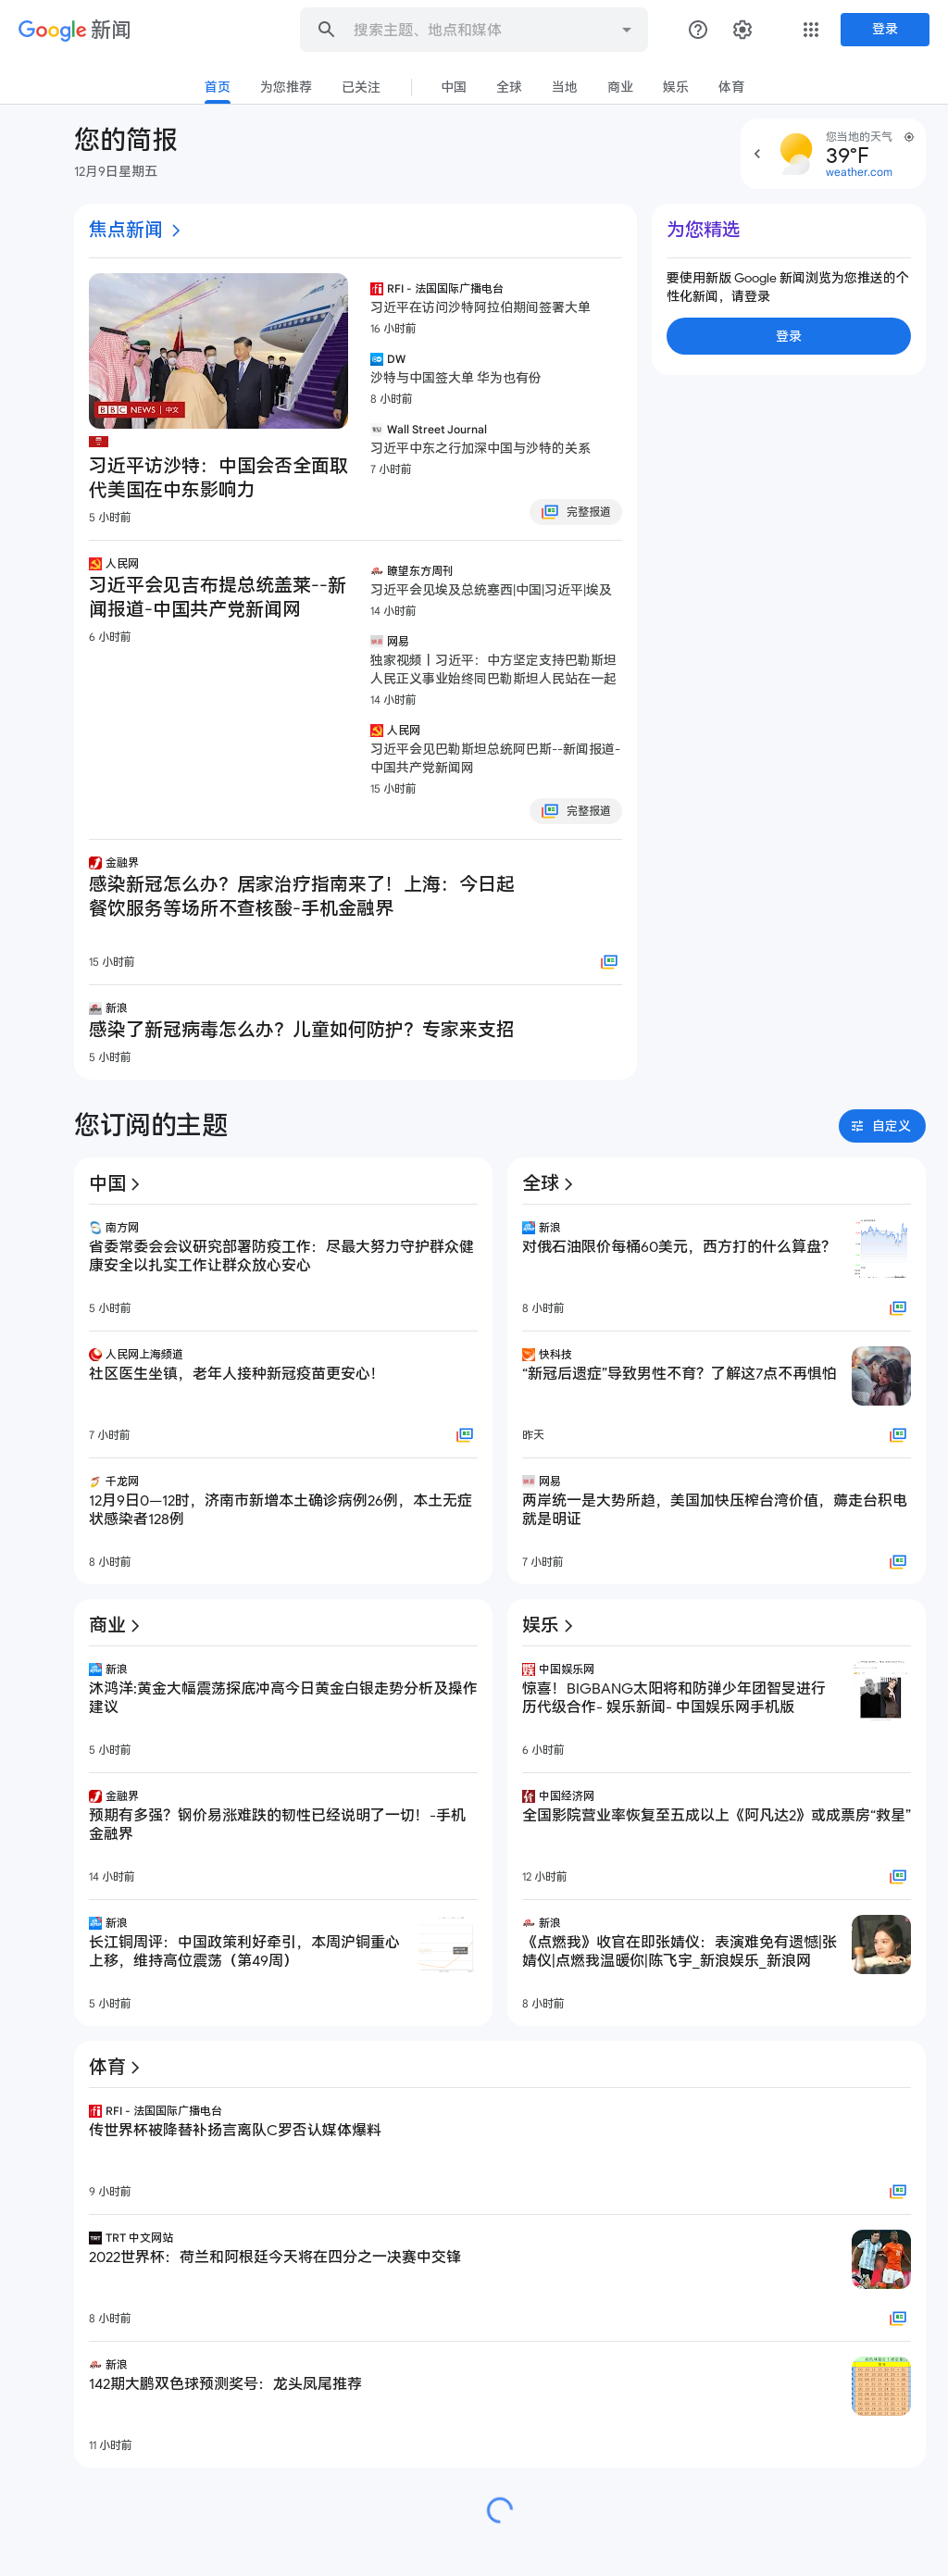 Google 新闻
搜索主题、地点和媒体
登录
首页
为您推荐
已关注
中国
全球
当地
商业
娱乐
体育
您的简报
12月9日星期五
您当地的天气
39°F
weather.com
焦点新闻
BBC NEWS | 中文
习近平访沙特：中国会否全面取
代美国在中东影响力
5 小时前
RFI - 法国国际广播电台
习近平在访问沙特阿拉伯期间签署大单
16 小时前
DW
沙特与中国签大单 华为也有份
8 小时前
Wall Street Journal
习近平中东之行加深中国与沙特的关系
7 小时前
完整报道
为您精选
要使用新版 Google 新闻浏览为您推送的个
性化新闻，请登录
登录
人民网
习近平会见吉布提总统盖莱--新
闻报道-中国共产党新闻网
6 小时前
瞭望东方周刊
习近平会见埃及总统塞西|中国|习近平|埃及
14 小时前
网易
独家视频丨习近平：中方坚定支持巴勒斯坦
人民正义事业始终同巴勒斯坦人民站在一起
14 小时前
人民网
习近平会见巴勒斯坦总统阿巴斯--新闻报道-
中国共产党新闻网
15 小时前
完整报道
金融界
感染新冠怎么办？居家治疗指南来了！上海：今日起
餐饮服务等场所不查核酸-手机金融界
15 小时前
新浪
感染了新冠病毒怎么办？儿童如何防护？专家来支招
5 小时前
您订阅的主题
自定义
中国
南方网
省委常委会会议研究部署防疫工作：尽最大努力守护群众健
康安全以扎实工作让群众放心安心
5 小时前
人民网上海频道
社区医生坐镇，老年人接种新冠疫苗更安心！
7 小时前
千龙网
12月9日0—12时，济南市新增本土确诊病例26例，本土无症
状感染者128例
8 小时前
全球
新浪
对俄石油限价每桶60美元，西方打的什么算盘？
8 小时前
快科技
“新冠后遗症”导致男性不育？了解这7点不再惧怕
昨天
网易
两岸统一是大势所趋，美国加快压榨台湾价值，薅走台积电
就是明证
7 小时前
商业
新浪
沐鸿洋:黄金大幅震荡探底冲高今日黄金白银走势分析及操作
建议
5 小时前
金融界
预期有多强？钢价易涨难跌的韧性已经说明了一切！-手机
金融界
14 小时前
新浪
长江铜周评：中国政策利好牵引，本周沪铜重心
上移，维持高位震荡（第49周）
5 小时前
娱乐
中国娱乐网
惊喜！BIGBANG太阳将和防弹少年团智旻进行
历代级合作- 娱乐新闻- 中国娱乐网手机版
6 小时前
中国经济网
全国影院营业率恢复至五成以上《阿凡达2》或成票房“救星”
12 小时前
新浪
《点燃我》收官在即张婧仪：表演难免有遗憾|张
婧仪|点燃我温暖你|陈飞宇_新浪娱乐_新浪网
8 小时前
体育
RFI - 法国国际广播电台
传世界杯被降替补扬言离队C罗否认媒体爆料
9 小时前
TRT 中文网站
2022世界杯：荷兰和阿根廷今天将在四分之一决赛中交锋
8 小时前
新浪
142期大鹏双色球预测奖号：龙头凤尾推荐
11 小时前